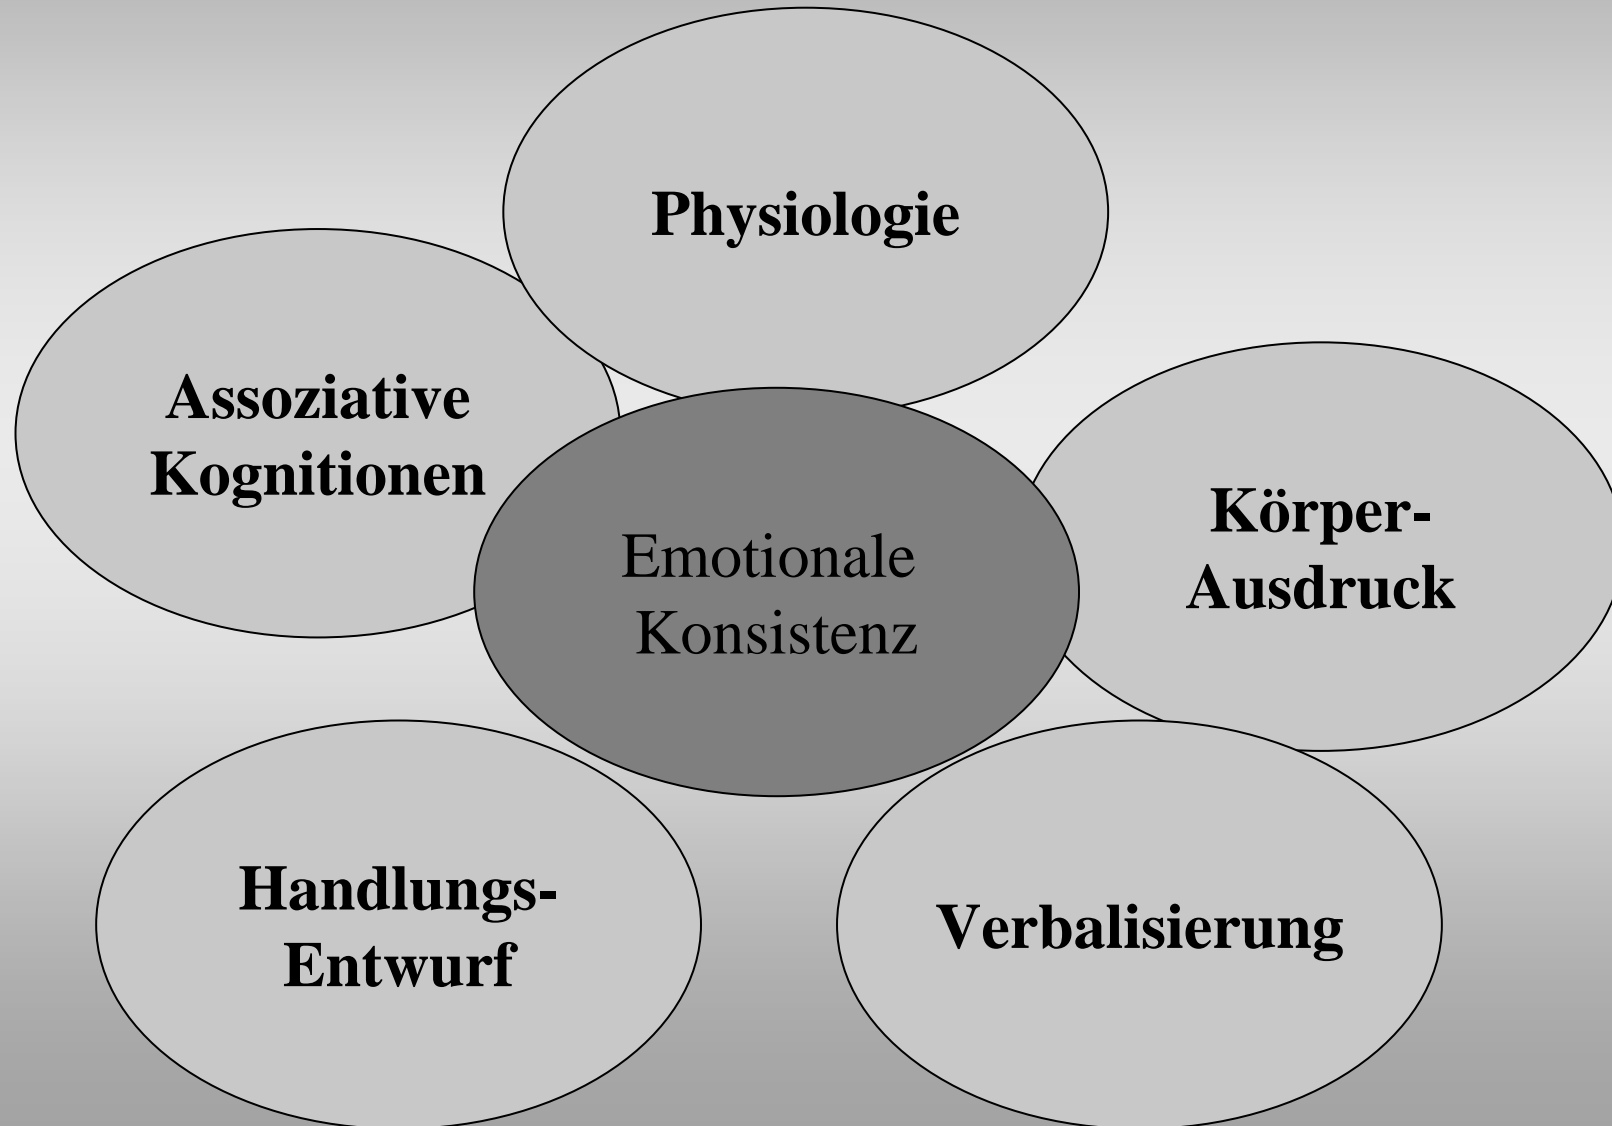 Physiologie
Assoziative
Kognitionen
Körper-
Ausdruck
Emotionale
Konsistenz
Handlungs-
Entwurf
Verbalisierung